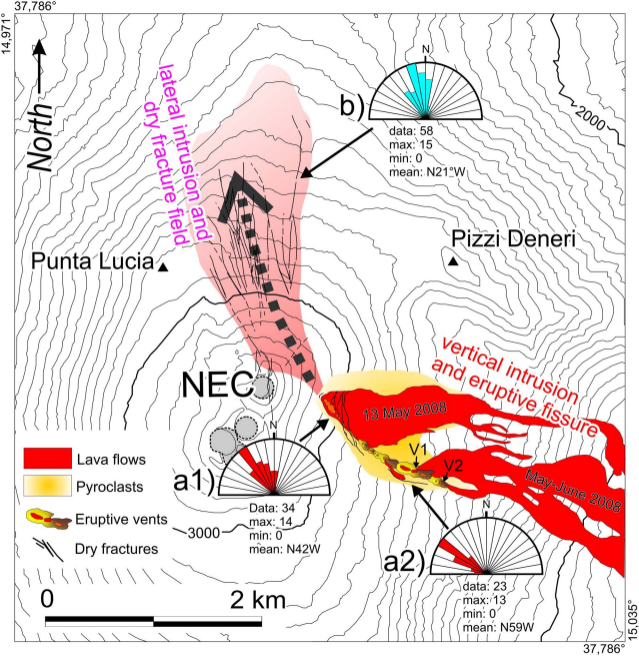 37,786°
14,971°
North
lateral intrusion and
dry fracture field
b)
N
data: 58
max: 15
min: 0
mean: N21°W
2000
Punta Lucia
Pizzi Deneri
NEC
vertical intrusion
and eruptive fissure
13 May 2008
V1
V2
May-June 2008
Lava flows
Pyroclasts
Eruptive vents
Dry fractures
a1)
N
Data: 34
max: 14
min: 0
mean: N42W
3000
a2)
N
data: 23
max: 13
min: 0
mean: N59W
0
2 km
15,035°
37,786°